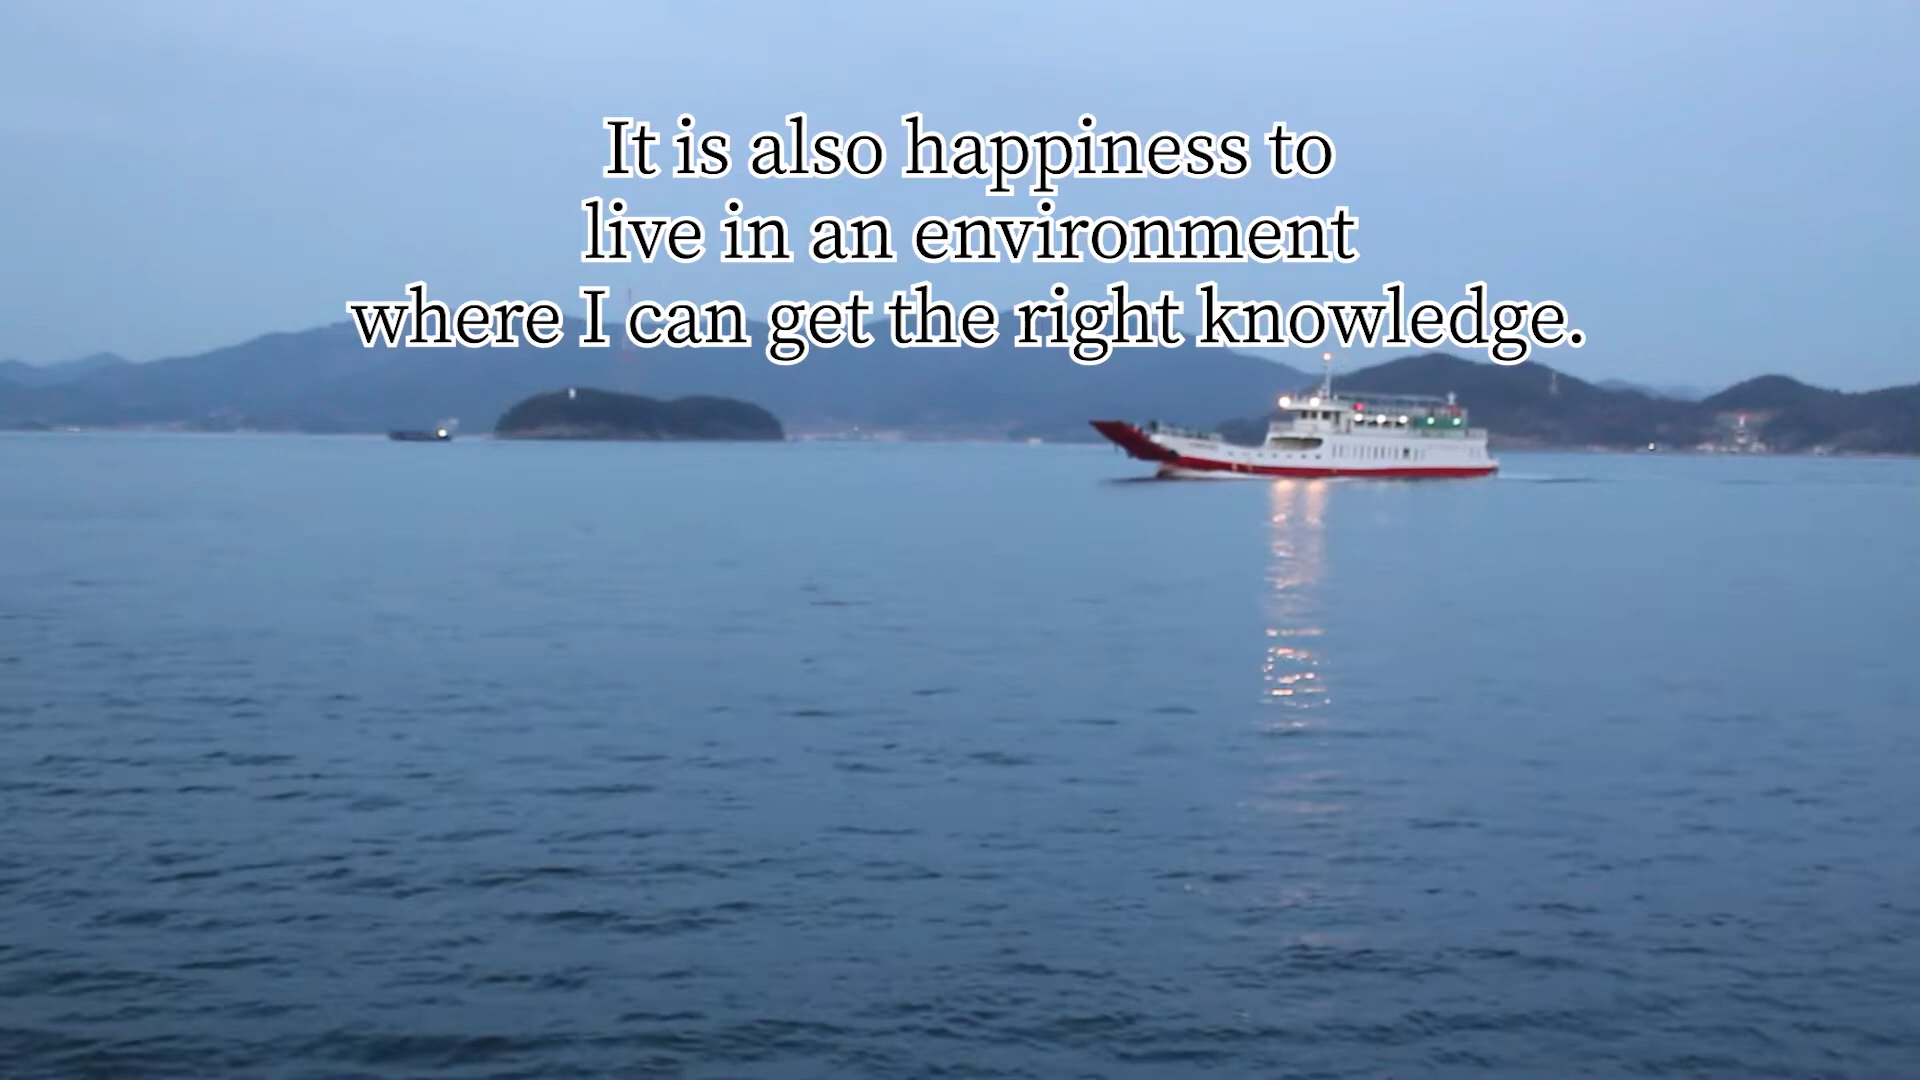 It is also happiness to
live in an environment
where I can get the right knowledge.